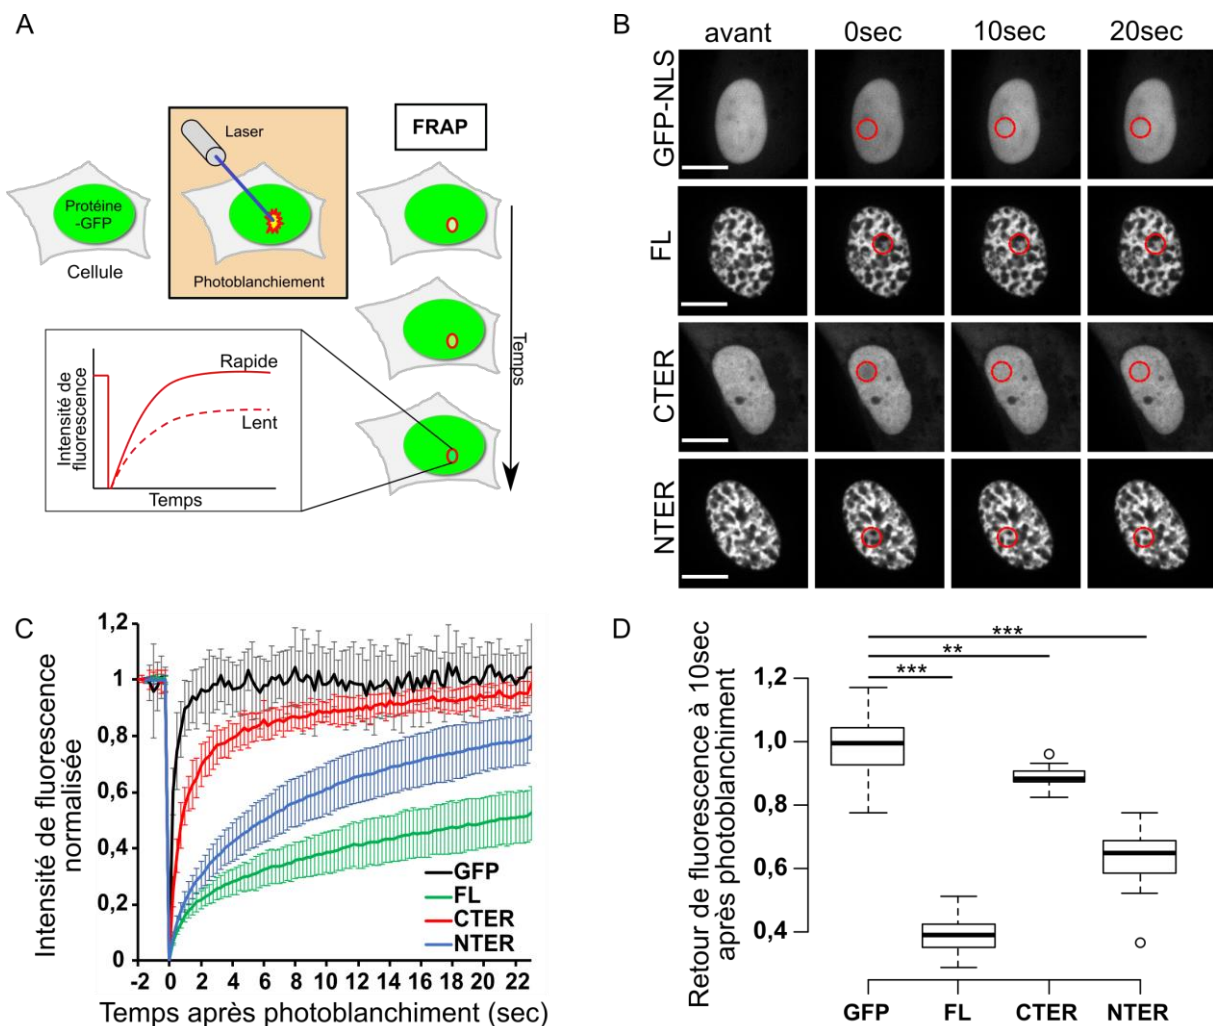 A
Laser
FRAP
Protéine
-GFP
Cellule
Photoblanchiement
Temps
Intensité de
fluorescence
Rapide
Lent
Temps
B
avant
0sec
10sec
20sec
GFP-NLS
FL
CTER
NTER
C
Intensité de fluorescence
normalisée
1,2
1
0,8
0,6
0,4
0,2
0
-2 0 2 4 6 8 10 12 14 16 18 20 22
GFP
FL
CTER
NTER
Temps après photoblanchiment (sec)
D
Retour de fluorescence à 10sec
après photoblanchiment
***
**
***
1,2
1,0
0,8
0,6
0,4
GFP FL CTER NTER